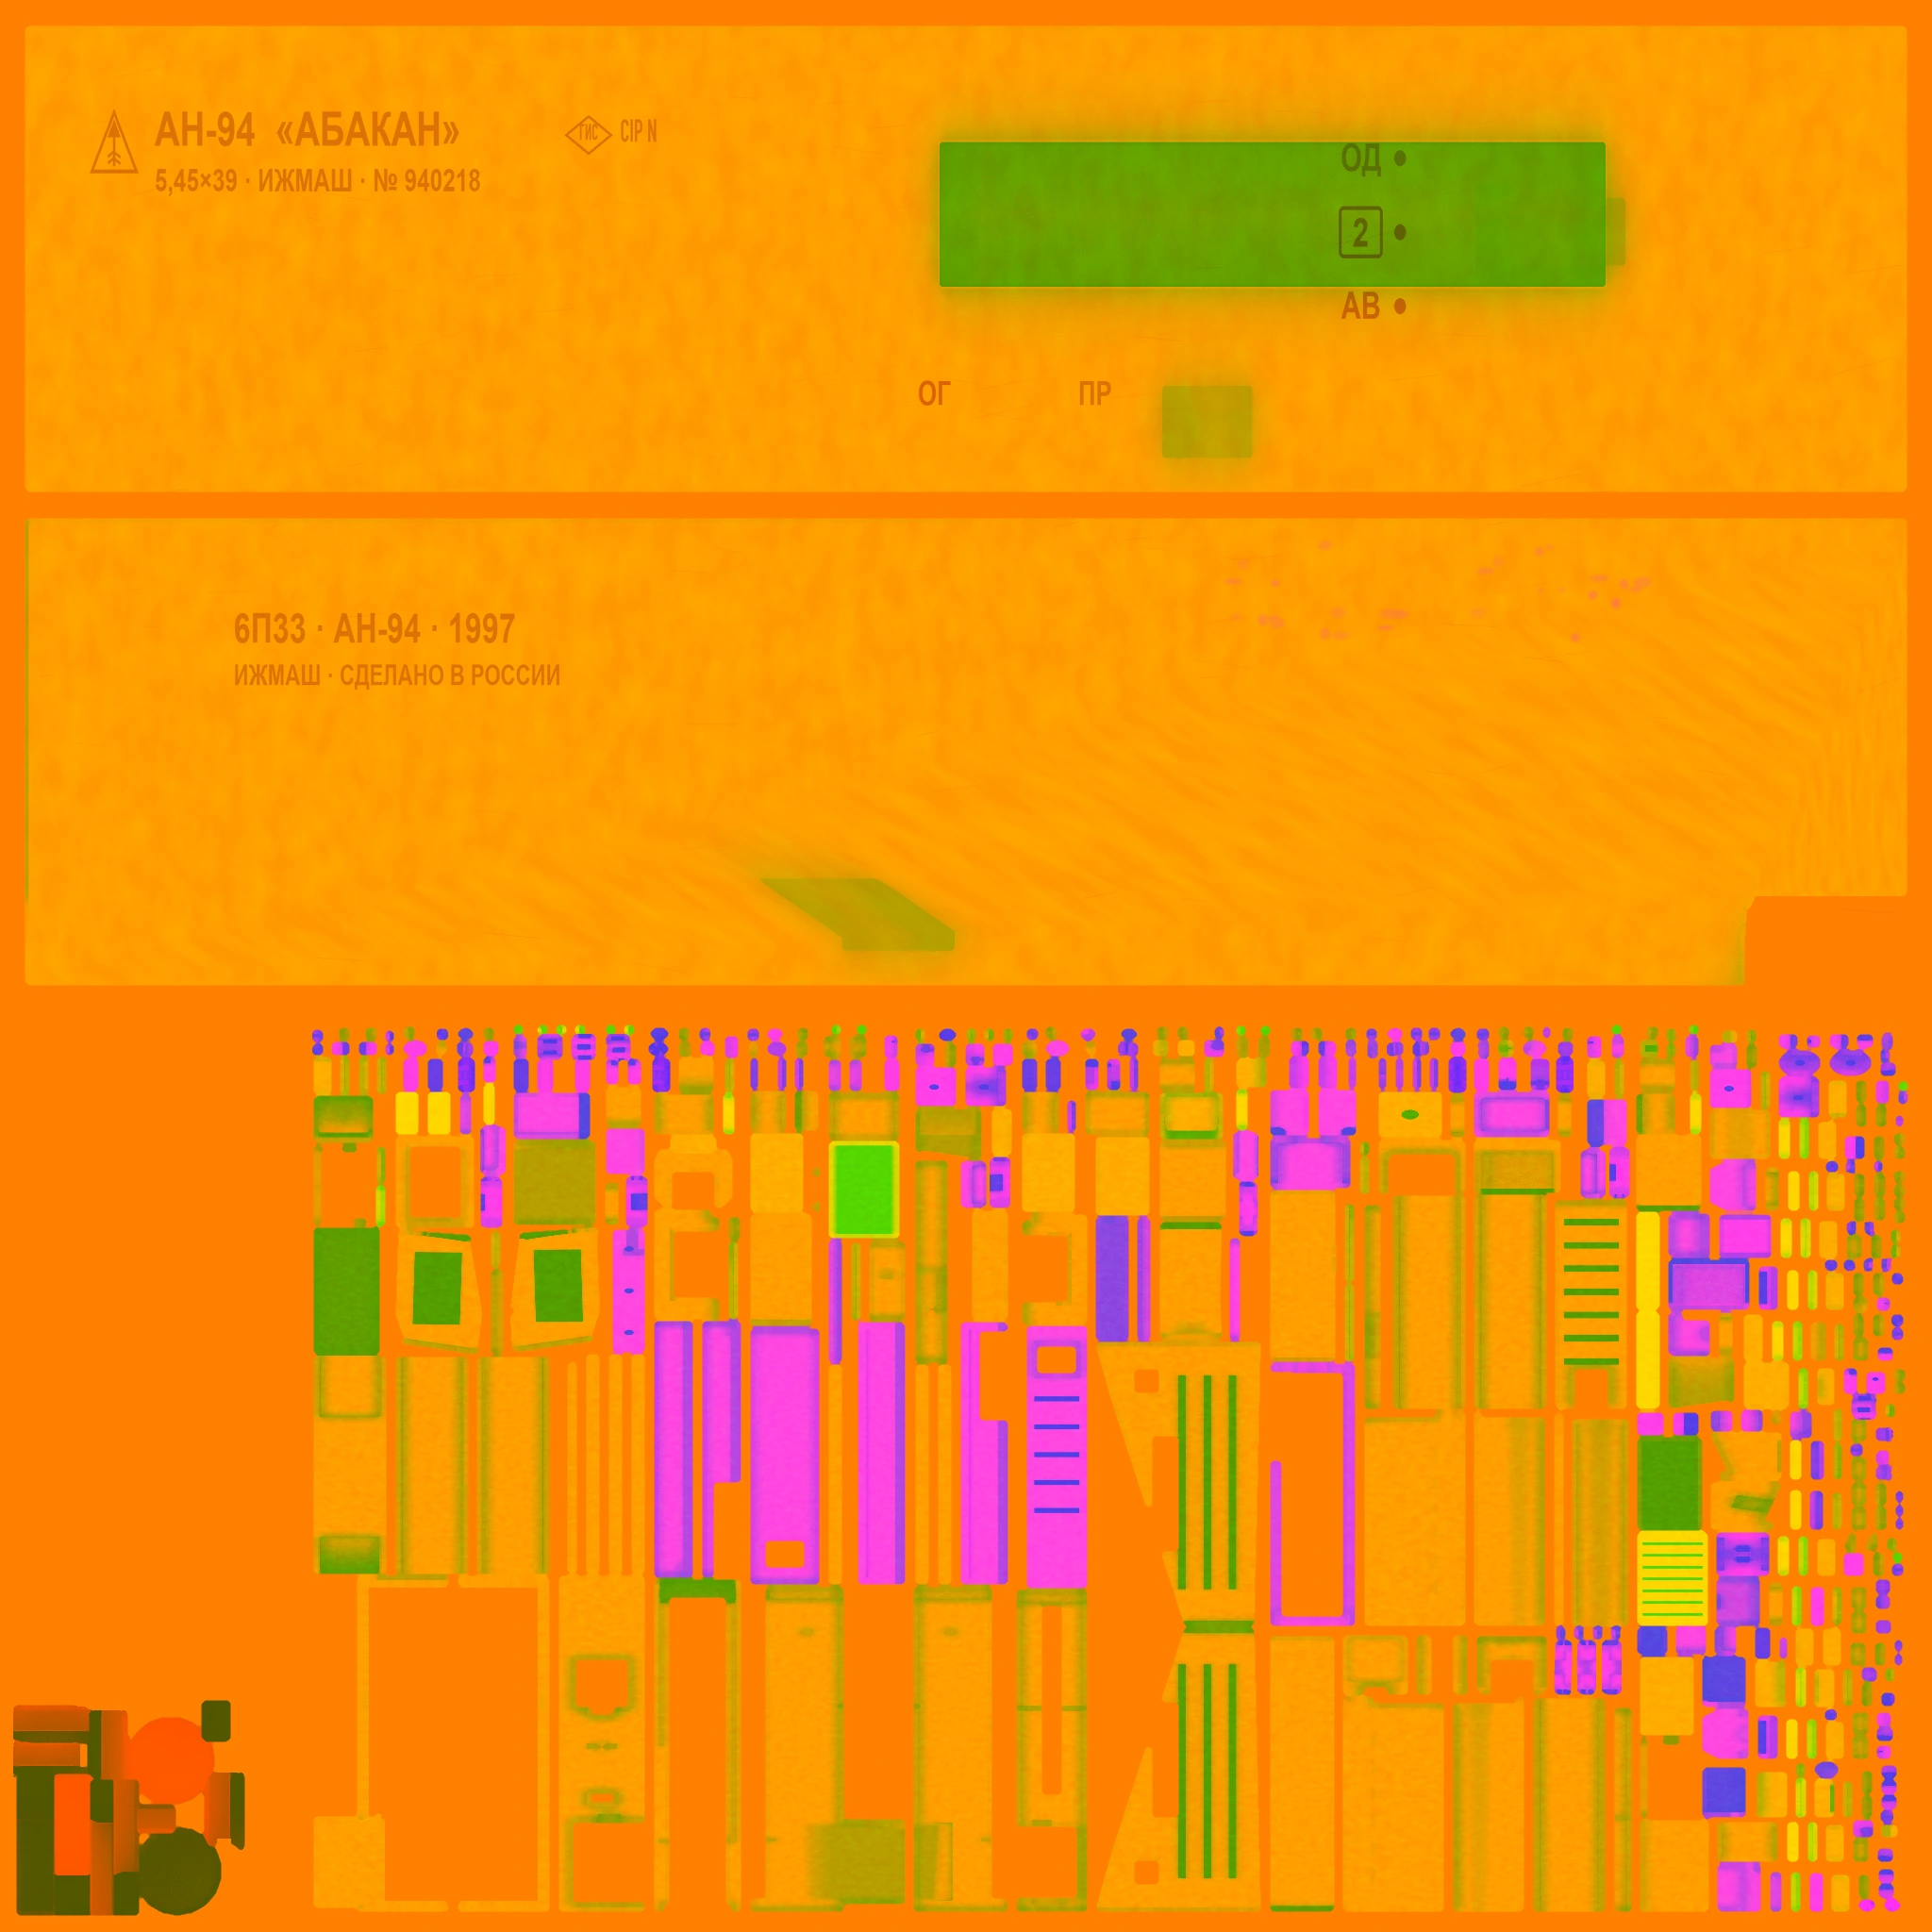 АН-94 «АБАКАН»
5,45×39 · ИЖМАШ · № 940218
ГИС CIP N
ОД •
2 •
АВ •
ОГ ПР
6П33 · АН-94 · 1997
ИЖМАШ · СДЕЛАНО В РОССИИ